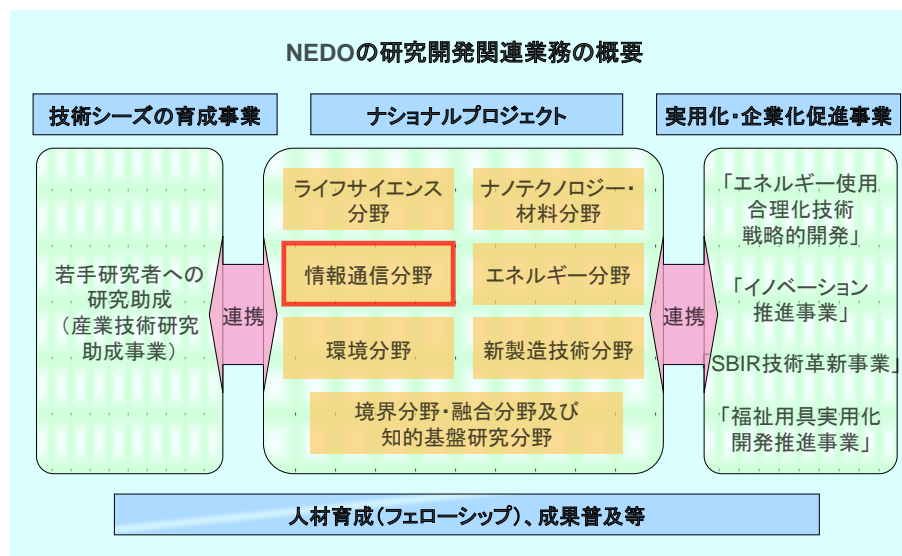 NEDOの研究開発関連業務の概要
技術シーズの育成事業
ナショナルプロジェクト
実用化・企業化促進事業
若手研究者への
研究助成
（産業技術研究
助成事業）
連携
ライフサイエンス
分野
ナノテクノロジー・
材料分野
情報通信分野
エネルギー分野
環境分野
新製造技術分野
境界分野・融合分野及び
知的基盤研究分野
連携
「エネルギー使用
合理化技術
戦略的開発」
「イノベーション
推進事業」
「SBIR技術革新事業」
「福祉用具実用化
開発推進事業」
人材育成（フェローシップ）、成果普及等